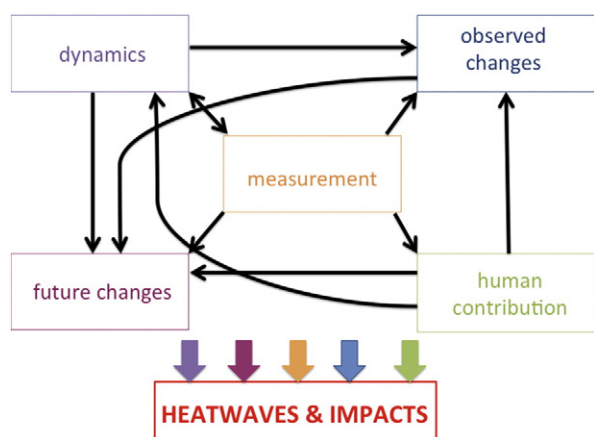 dynamics
observed
changes
measurement
future changes
human
contribution
HEATWAVES & IMPACTS